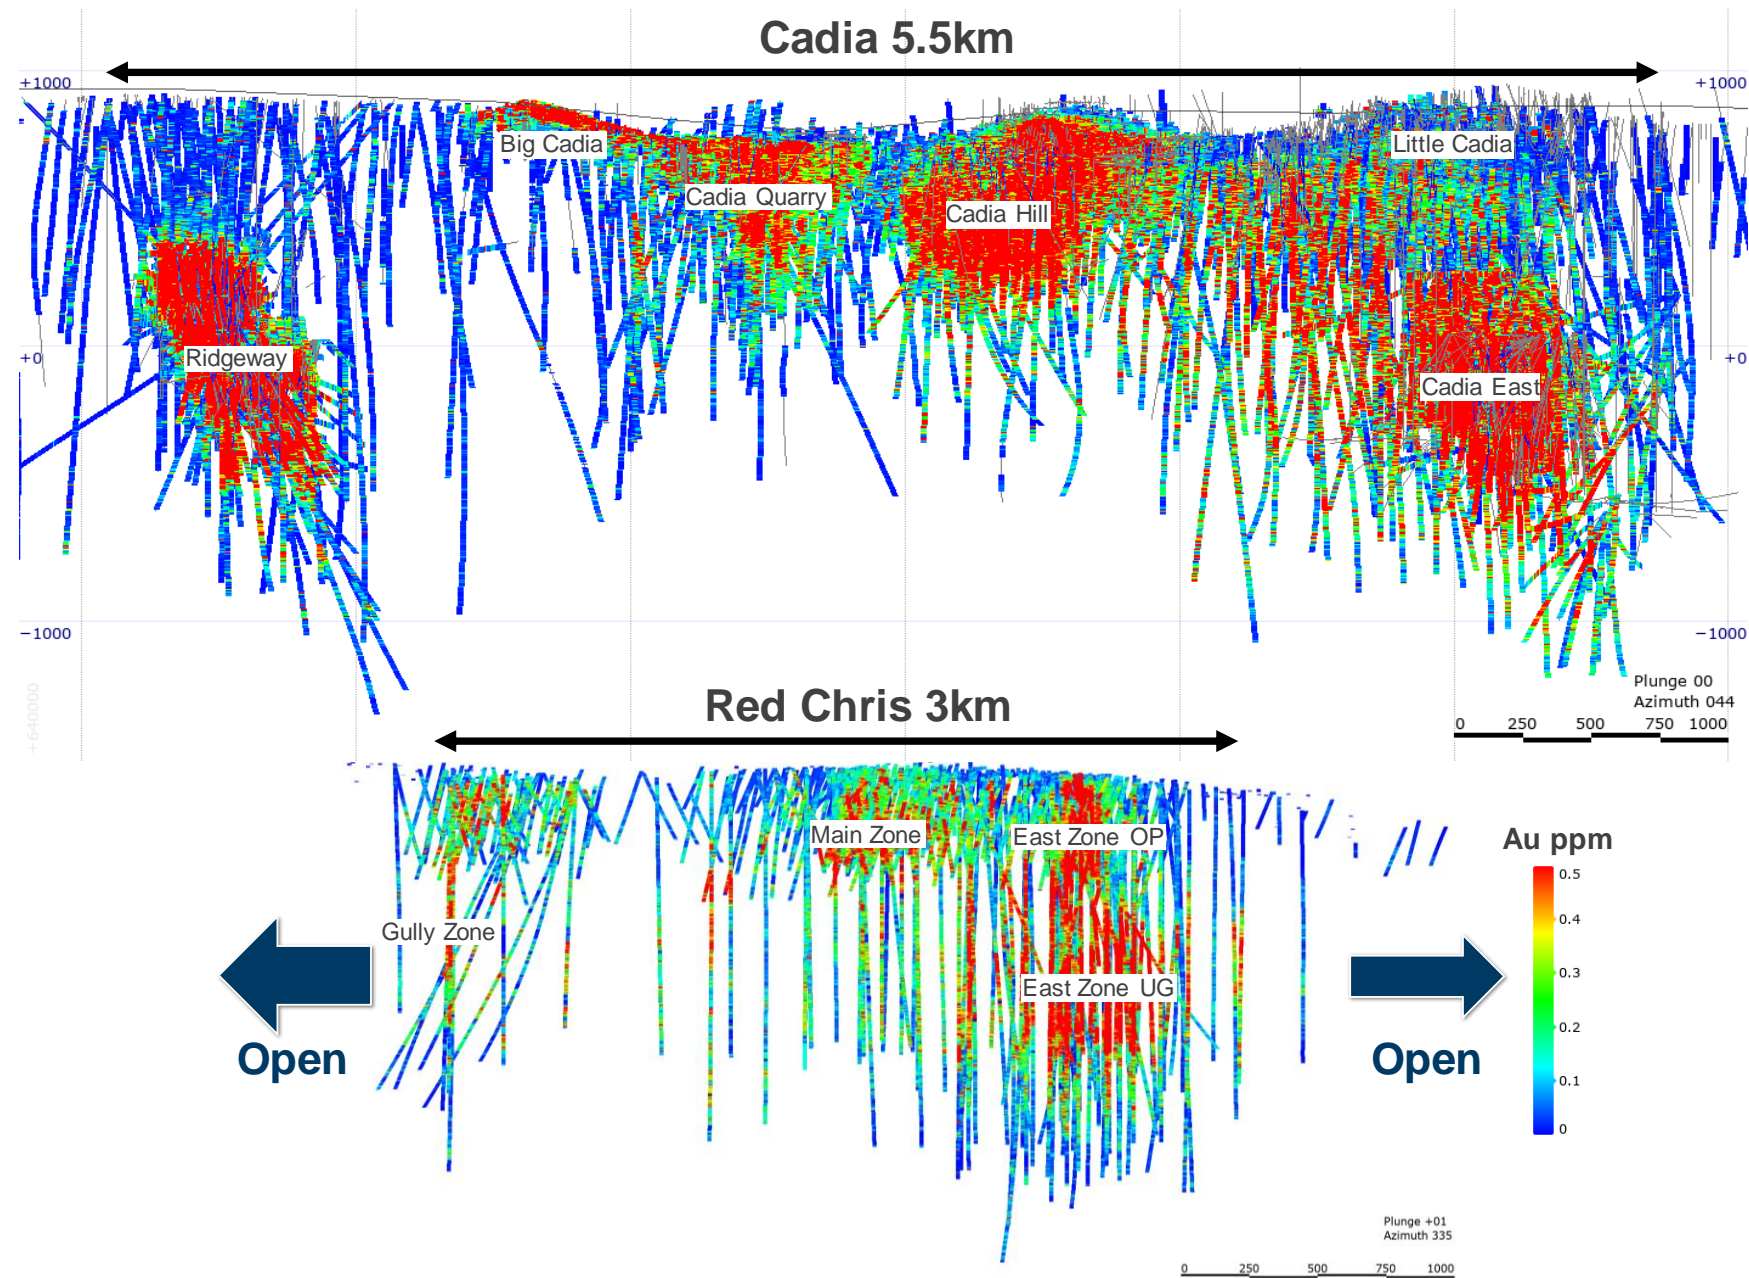 Cadia 5.5km
+1000
+1000
Big Cadia
Little Cadia
Cadia Quarry
Cadia Hill
+0
Ridgeway
+0
Cadia East
−1000
−1000
+640000
Plunge 00
Azimuth 044
0 250 500 750 1000
Red Chris 3km
Main Zone
East Zone OP
Au ppm
0.5
0.4
Gully Zone
0.3
East Zone UG
0.2
Open
Open
0.1
0
Plunge +01
Azimuth 335
0 250 500 750 1000